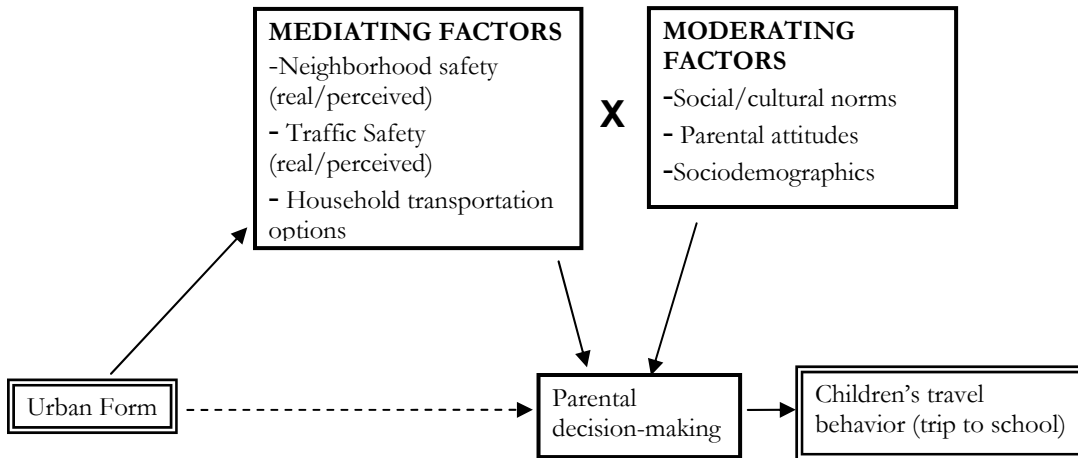 MEDIATING FACTORS
-Neighborhood safety
(real/perceived)
- Traffic Safety
(real/perceived)
- Household transportation
options
X
MODERATING
FACTORS
-Social/cultural norms
- Parental attitudes
-Sociodemographics
Urban Form
Parental
decision-making
Children’s travel
behavior (trip to school)